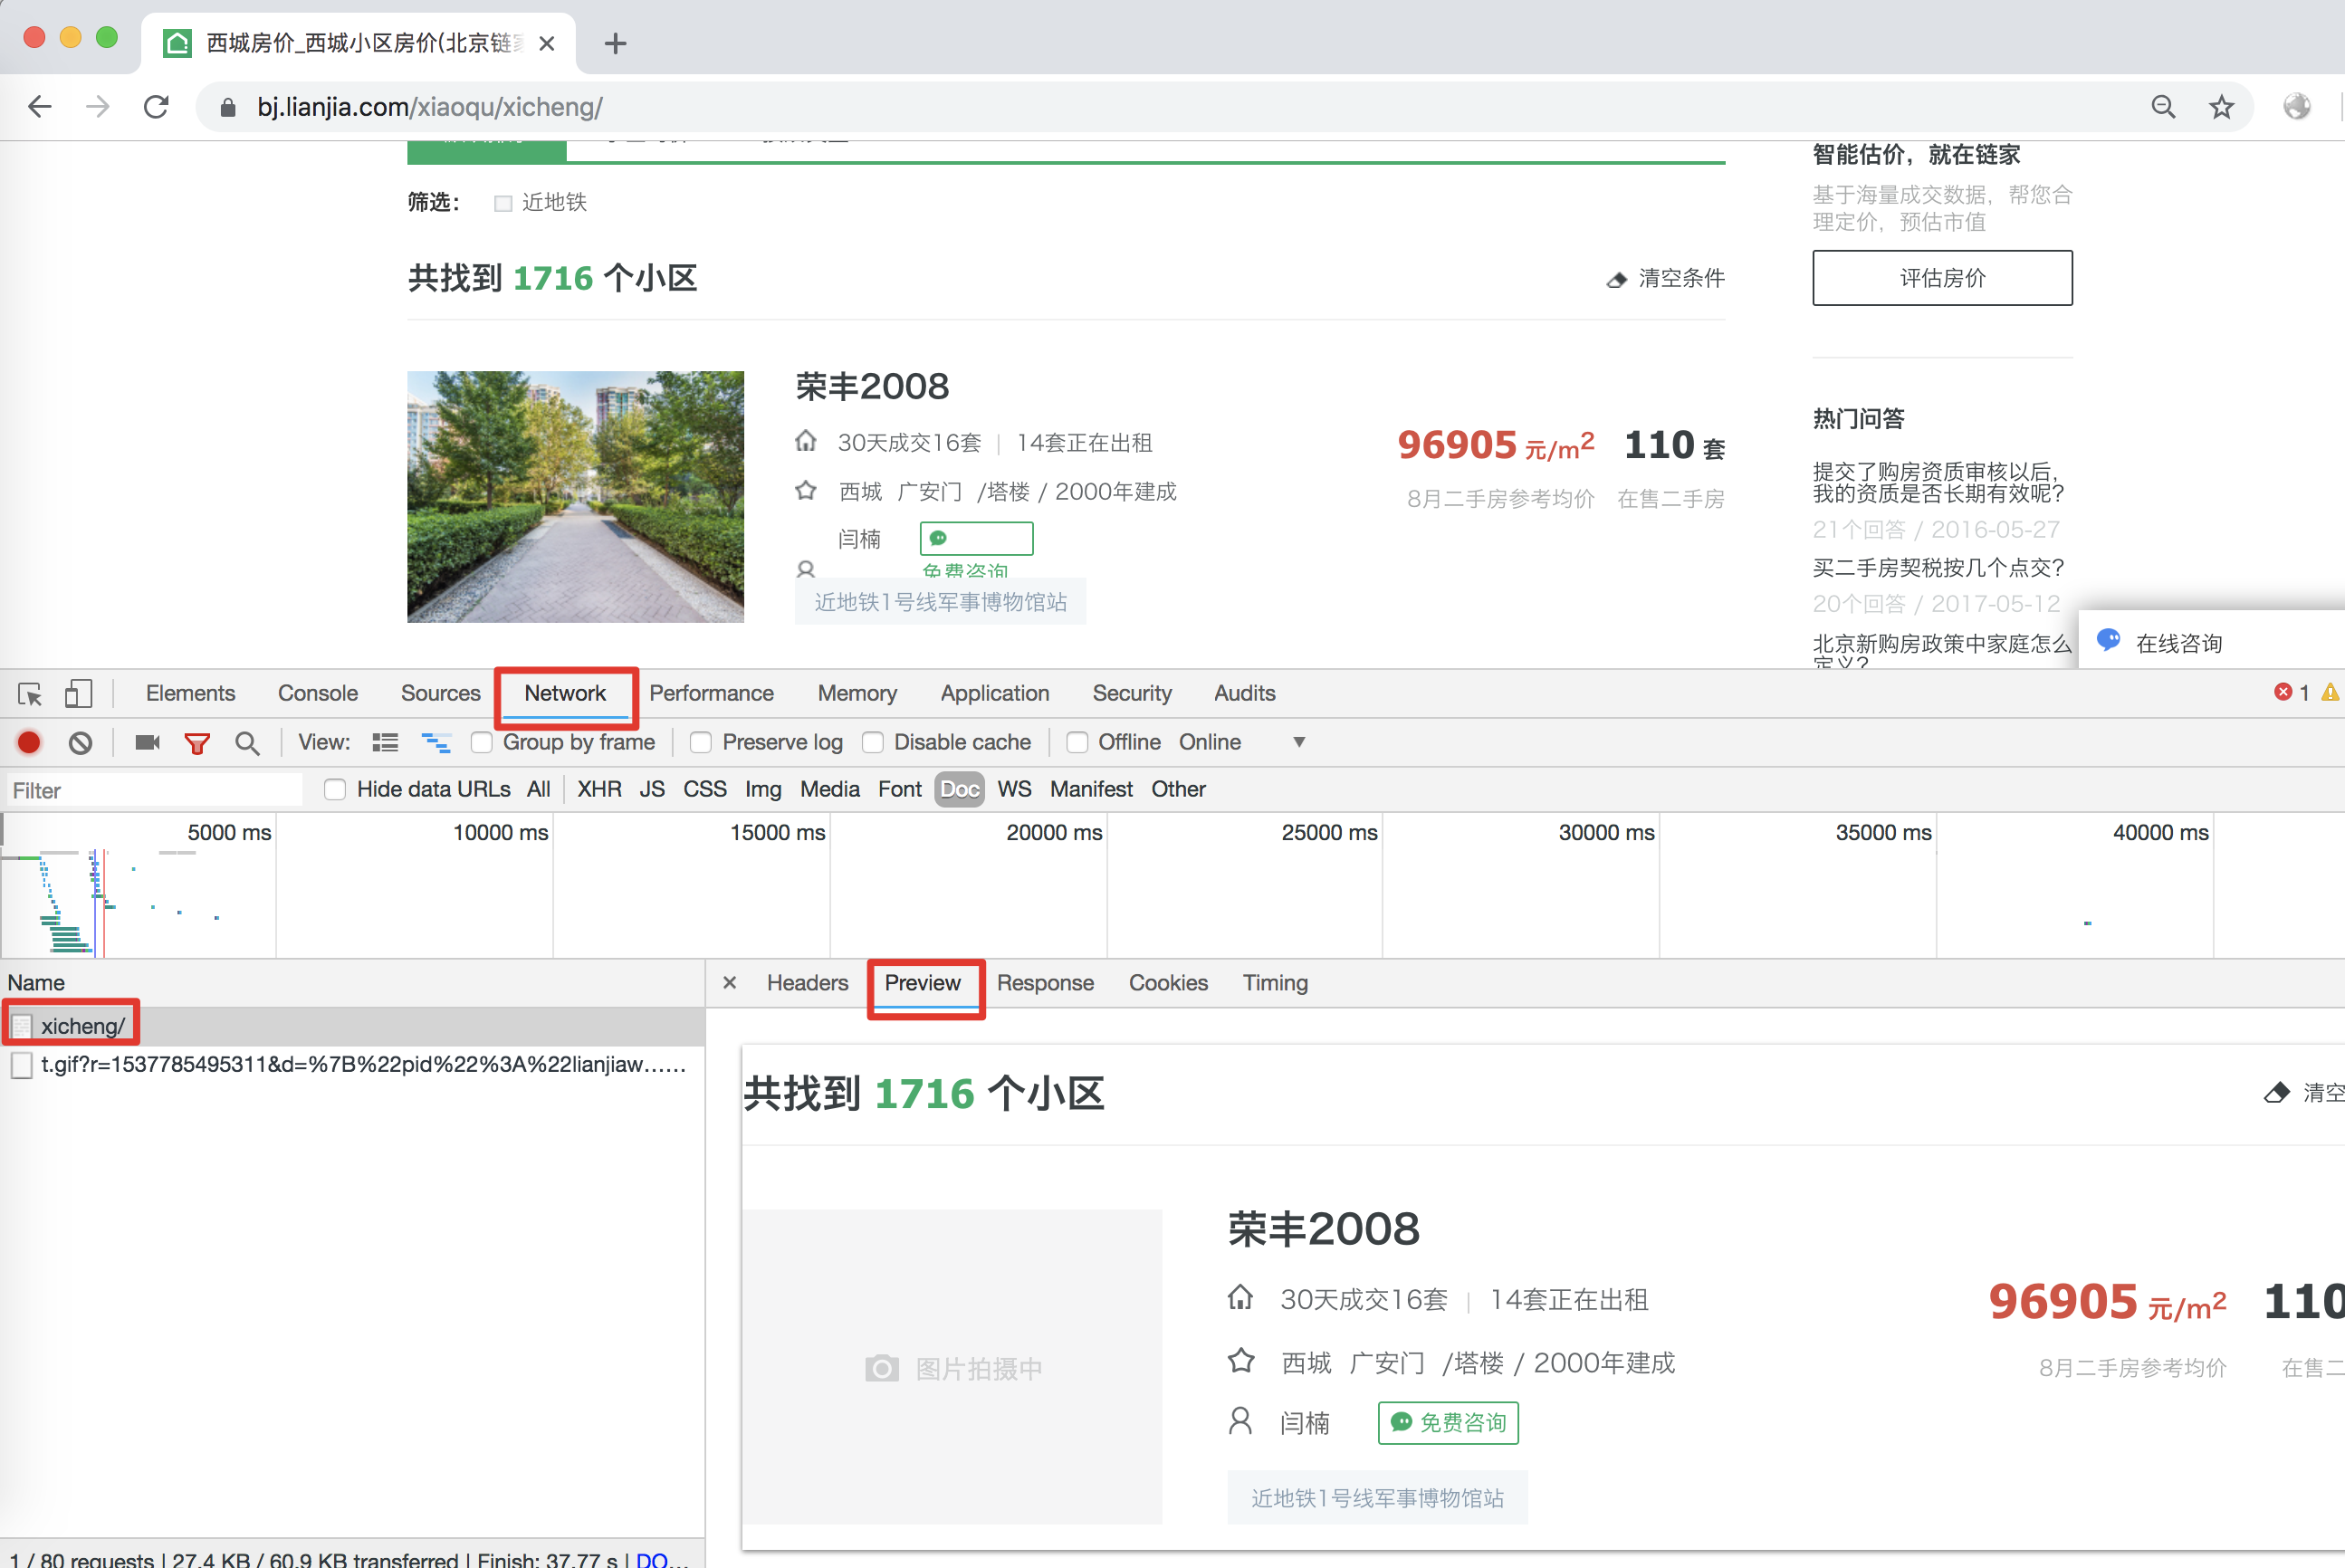 西城房价_西城小区房价(北京链家
bj.lianjia.com/xiaoqu/xicheng/
筛选： 近地铁
共找到 1716 个小区
清空条件
荣丰2008
30天成交16套 | 14套正在出租
西城 广安门 /塔楼 / 2000年建成
闫楠
免费咨询
近地铁1号线军事博物馆站
96905 元/m²
8月二手房参考均价
110 套
在售二手房
智能估价，就在链家
基于海量成交数据，帮您合
理定价，预估市值
评估房价
热门问答
提交了购房资质审核以后，
我的资质是否长期有效呢？
21个回答 / 2016-05-27
买二手房契税按几个点交？
20个回答 / 2017-05-12
北京新购房政策中家庭怎么
定义？
在线咨询
Elements Console Sources Network Performance Memory Application Security Audits
1
View: Group by frame Preserve log Disable cache Offline Online
Filter Hide data URLs All XHR JS CSS Img Media Font Doc WS Manifest Other
5000 ms 10000 ms 15000 ms 20000 ms 25000 ms 30000 ms 35000 ms 40000 ms
Name
xicheng/
t.gif?r=1537785495311&d=%7B%22pid%22%3A%22lianjiaw……
Headers Preview Response Cookies Timing
共找到 1716 个小区
清空
图片拍摄中
荣丰2008
30天成交16套 | 14套正在出租
西城 广安门 /塔楼 / 2000年建成
闫楠 免费咨询
近地铁1号线军事博物馆站
96905 元/m²
8月二手房参考均价
110
在售二
1 / 80 requests | 27.4 KB / 60.9 KB transferred | Finish: 37.77 s | DO…